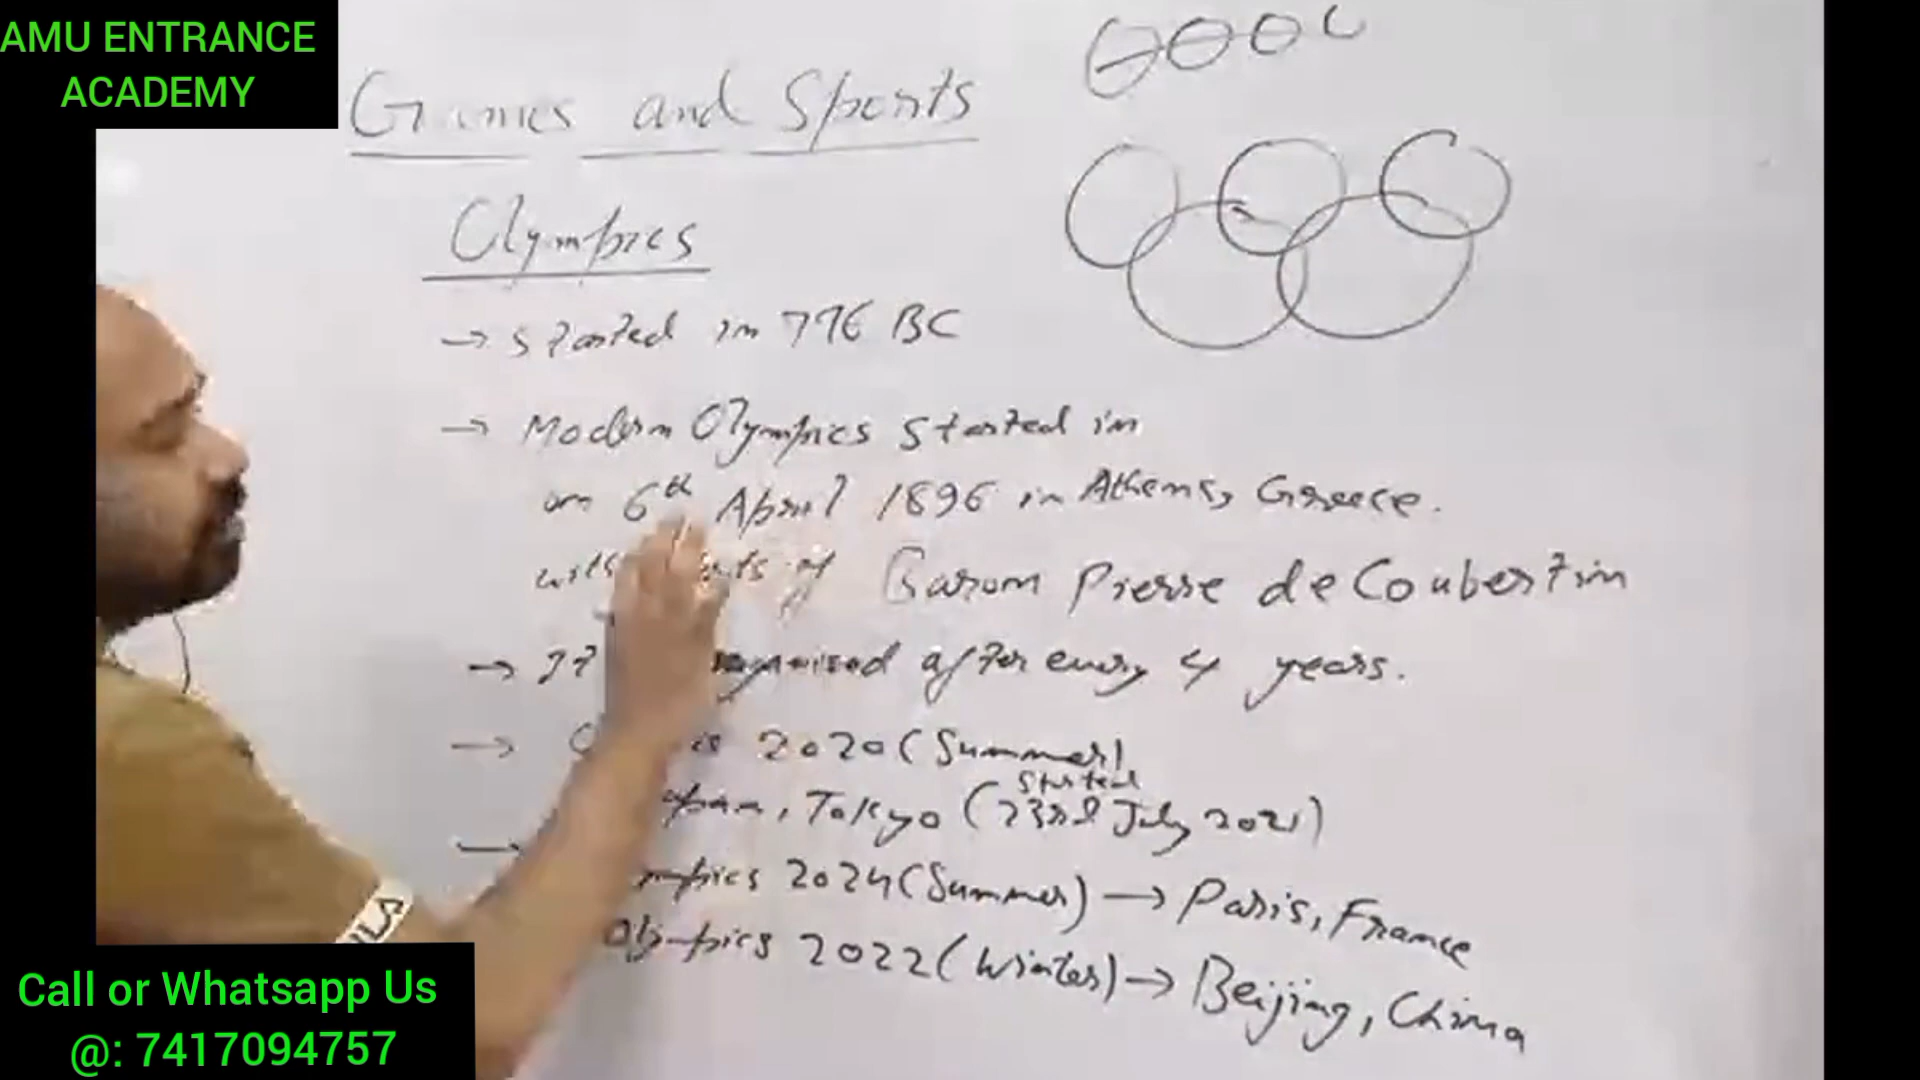 AMU ENTRANCE
ACADEMY
Games and Sports
Olympics
→ started in 776 BC
→ Modern Olympics started in
on 6th April 1896 in Athens, Greece.
of Baron Pierre de Coubertin
→ after every 4 years.
→ 2020 (Summer)
started
, Tokyo (23rd July 2021)
→
2024 (Summer) → Paris, France
Olympics 2022 (Winter) → Beijing, China
Call or Whatsapp Us
@: 7417094757